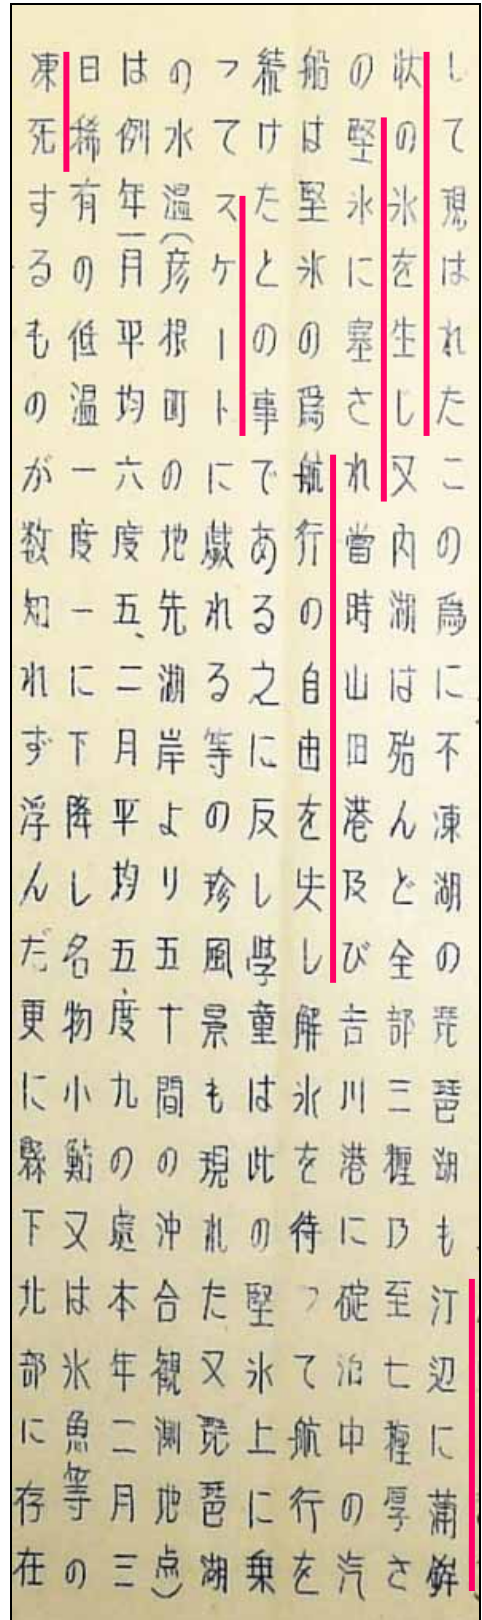 して現はれたこの為に不凍湖の琵琶湖も汀辺に蒲鉾
状の氷を生し又内湖は殆んど全部三糎乃至七糎厚さ
の堅氷に塞され當時山田港及び吉川港に碇泊中の汽
船は堅氷の爲航行の自由を失し解氷を待つて航行を
続けたとの事である之に反し學童は此の堅氷上に乗
つてスケートに戯れる等の珍風景も現れた又琵琶湖
の水温(彦根町の地先湖岸より五十間の沖合観測地点)
は例年一月平均六度五、二月平均五度九の處本年二月三
日稀有の低温一度一に下降し名物小鮎又は氷魚等の
凍死するものが数知れず浮んだ更に縣下北部に存在